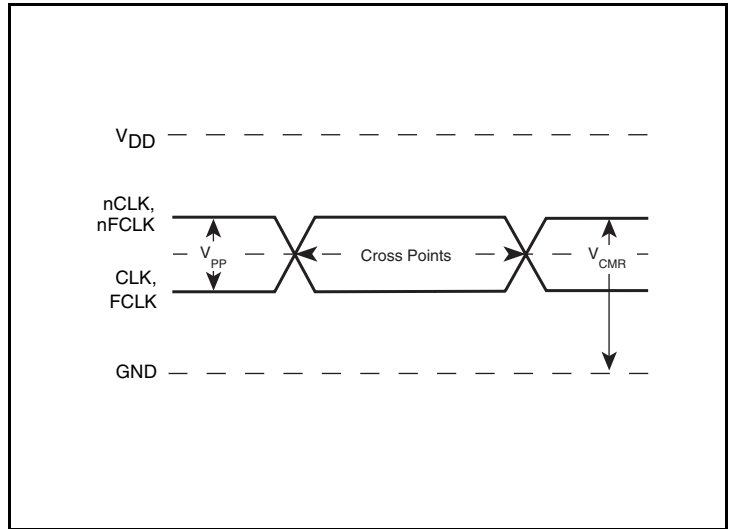 VDD
nCLK,
nFCLK
VPP
Cross Points
VCMR
CLK,
FCLK
GND